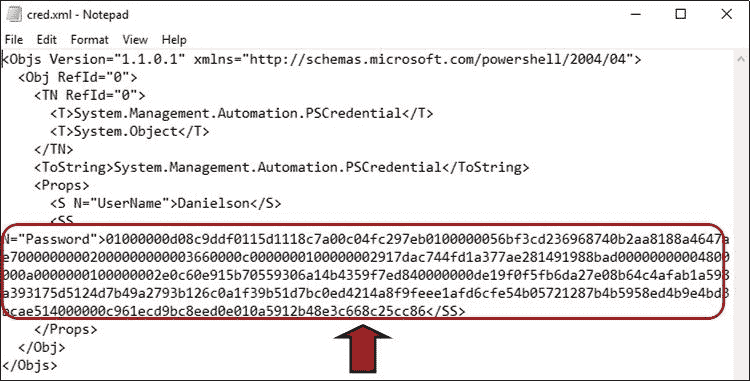 cred.xml - Notepad
File Edit Format View Help
<Objs Version="1.1.0.1" xmlns="http://schemas.microsoft.com/powershell/2004/04">
<Obj RefId="0">
<TN RefId="0">
<T>System.Management.Automation.PSCredential</T>
<T>System.Object</T>
</TN>
<ToString>System.Management.Automation.PSCredential</ToString>
<Props>
<S N="UserName">Danielson</S>
<SS
N="Password">01000000d08c9ddf0115d1118c7a00c04fc297eb0100000056bf3cd236968740b2aa8188a4647a
e70000000002000000000003660000c0000000100000002917dac744fd1a377ae281491988bad00000000004800
000a0000000100000002e0c60e915b70559306a14b4359f7ed840000000de19f0f5fb6da27e08b64c4afab1a593
a393175d5124d7b49a2793b126c0a1f39b51d7bc0ed4214a8f9feee1afd6cfe54b05721287b4b5958ed4b9e4bd3
acae514000000c961ecd9bc8eed0e010a5912b48e3c668c25cc86</SS>
</Props>
</Obj>
</Objs>